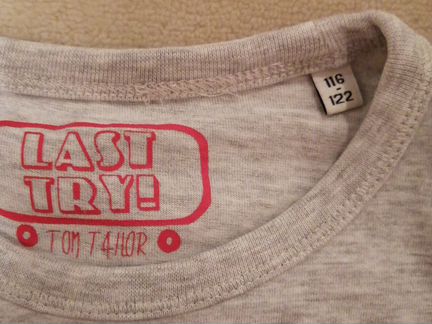 LAST
TRY!
TOM TAILOR
116
-
122